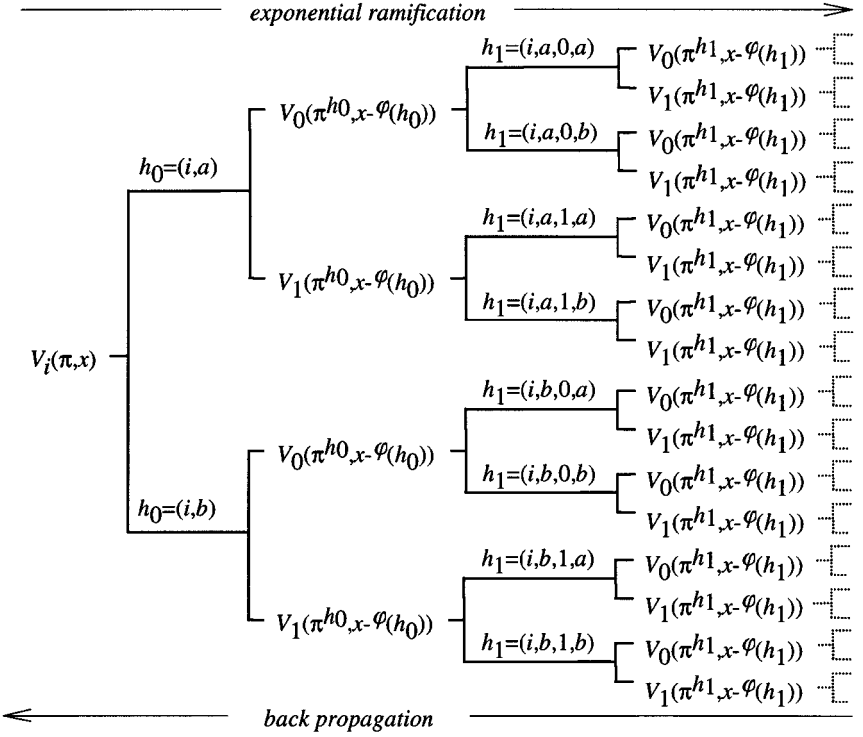 exponential ramification
h1=(i,a,0,a)
V0(πh1,x-φ(h1))
V1(πh1,x-φ(h1))
V0(πh0,x-φ(h0))
h1=(i,a,0,b)
V0(πh1,x-φ(h1))
V1(πh1,x-φ(h1))
h0=(i,a)
h1=(i,a,1,a)
V0(πh1,x-φ(h1))
V1(πh1,x-φ(h1))
V1(πh0,x-φ(h0))
h1=(i,a,1,b)
V0(πh1,x-φ(h1))
V1(πh1,x-φ(h1))
Vi(π,x)
h1=(i,b,0,a)
V0(πh1,x-φ(h1))
V1(πh1,x-φ(h1))
V0(πh0,x-φ(h0))
h1=(i,b,0,b)
V0(πh1,x-φ(h1))
V1(πh1,x-φ(h1))
h0=(i,b)
h1=(i,b,1,a)
V0(πh1,x-φ(h1))
V1(πh1,x-φ(h1))
V1(πh0,x-φ(h0))
h1=(i,b,1,b)
V0(πh1,x-φ(h1))
V1(πh1,x-φ(h1))
back propagation